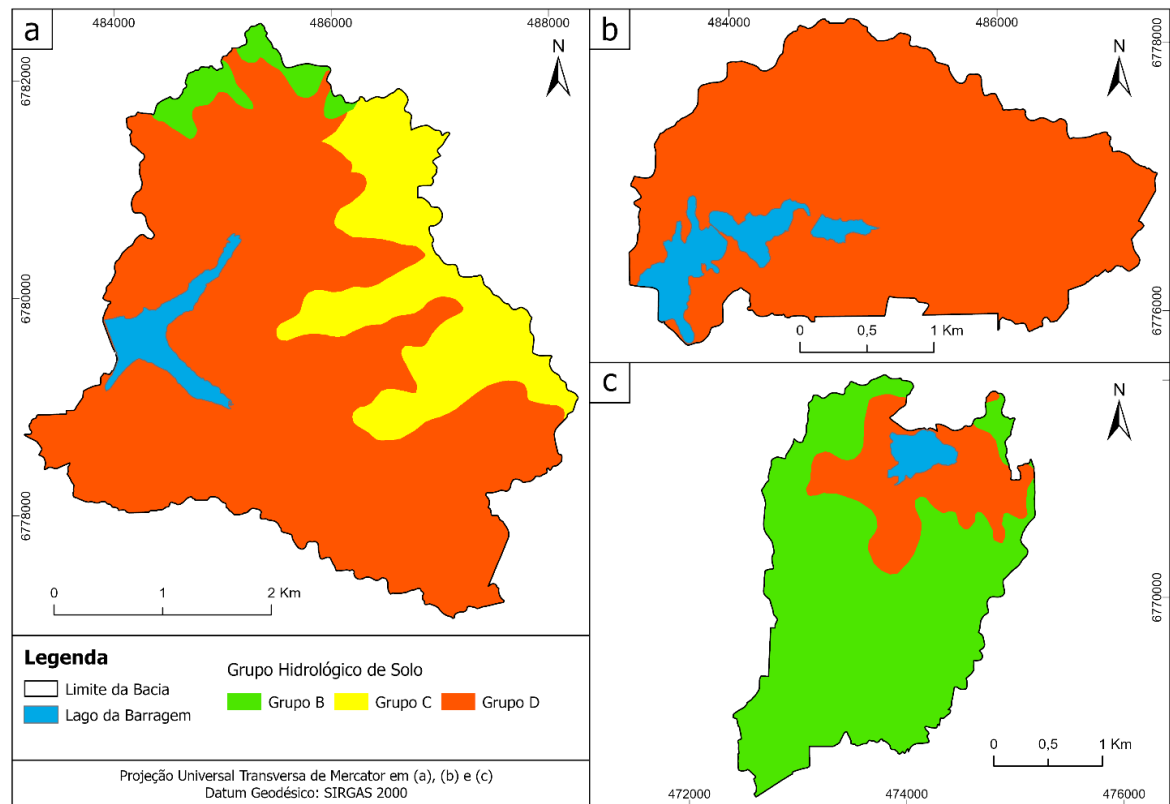 a
484000
486000
488000
6782000
6780000
6778000
N
0
1
2 Km
b
484000
486000
6778000
6776000
N
0
0,5
1 Km
c
N
6770000
472000
474000
476000
0
0,5
1 Km
Legenda
Limite da Bacia
Lago da Barragem
Grupo Hidrológico de Solo
Grupo B
Grupo C
Grupo D
Projeção Universal Transversa de Mercator em (a), (b) e (c)
Datum Geodésico: SIRGAS 2000